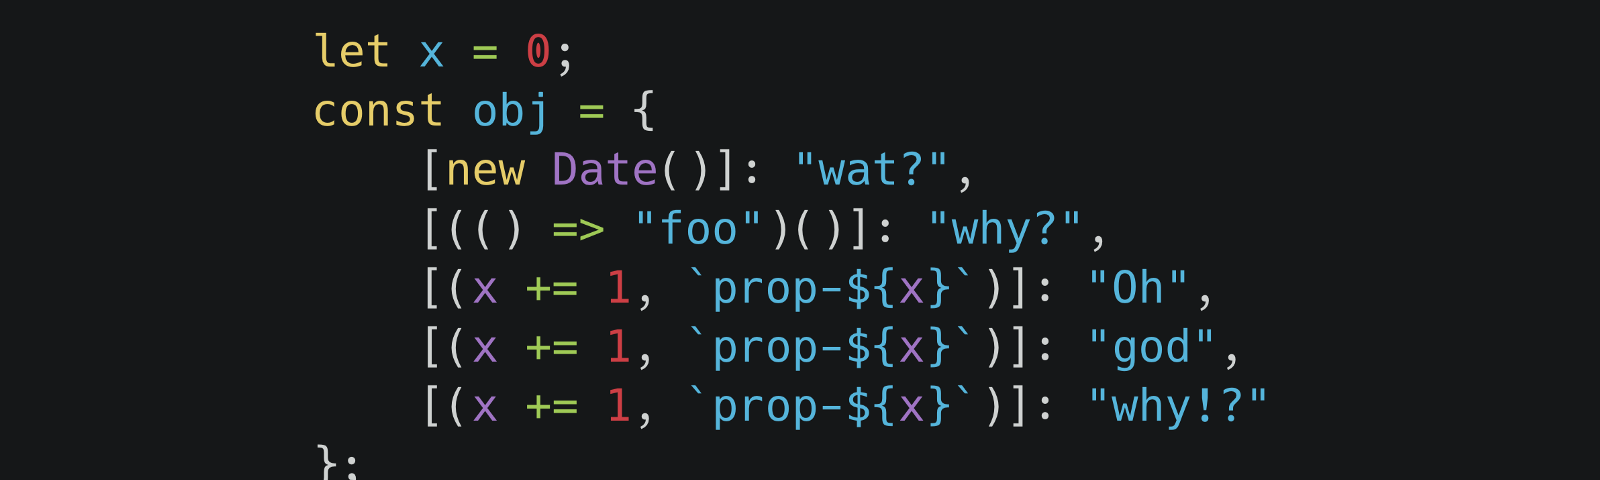 let x = 0;
const obj = {
    [new Date()]: "wat?",
    [(() => "foo")()]: "why?",
    [(x += 1, `prop-${x}`)]: "Oh",
    [(x += 1, `prop-${x}`)]: "god",
    [(x += 1, `prop-${x}`)]: "why!?"
};